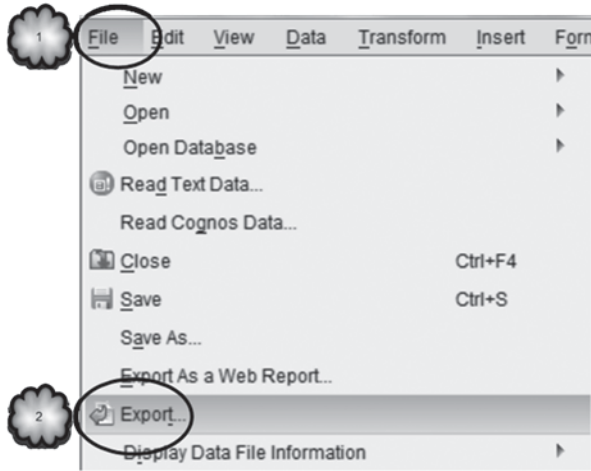 1 File Edit View Data Transform Insert Forn
New
Open
Open Database
Read Text Data...
Read Cognos Data...
Close Ctrl+F4
Save Ctrl+S
Save As...
Export As a Web Report...
2 Export...
Display Data File Information